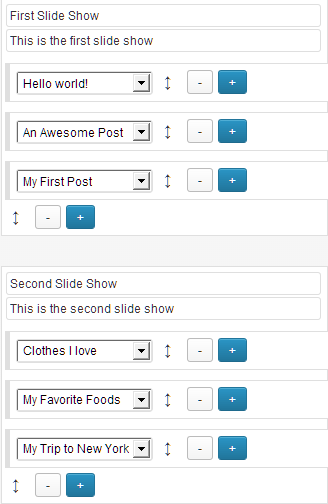 First Slide Show
This is the first slide show
Hello world! ↕ - +
An Awesome Post ↕ - +
My First Post ↕ - +
↕ - +
Second Slide Show
This is the second slide show
Clothes I love ↕ - +
My Favorite Foods ↕ - +
My Trip to New York ↕ - +
↕ - +